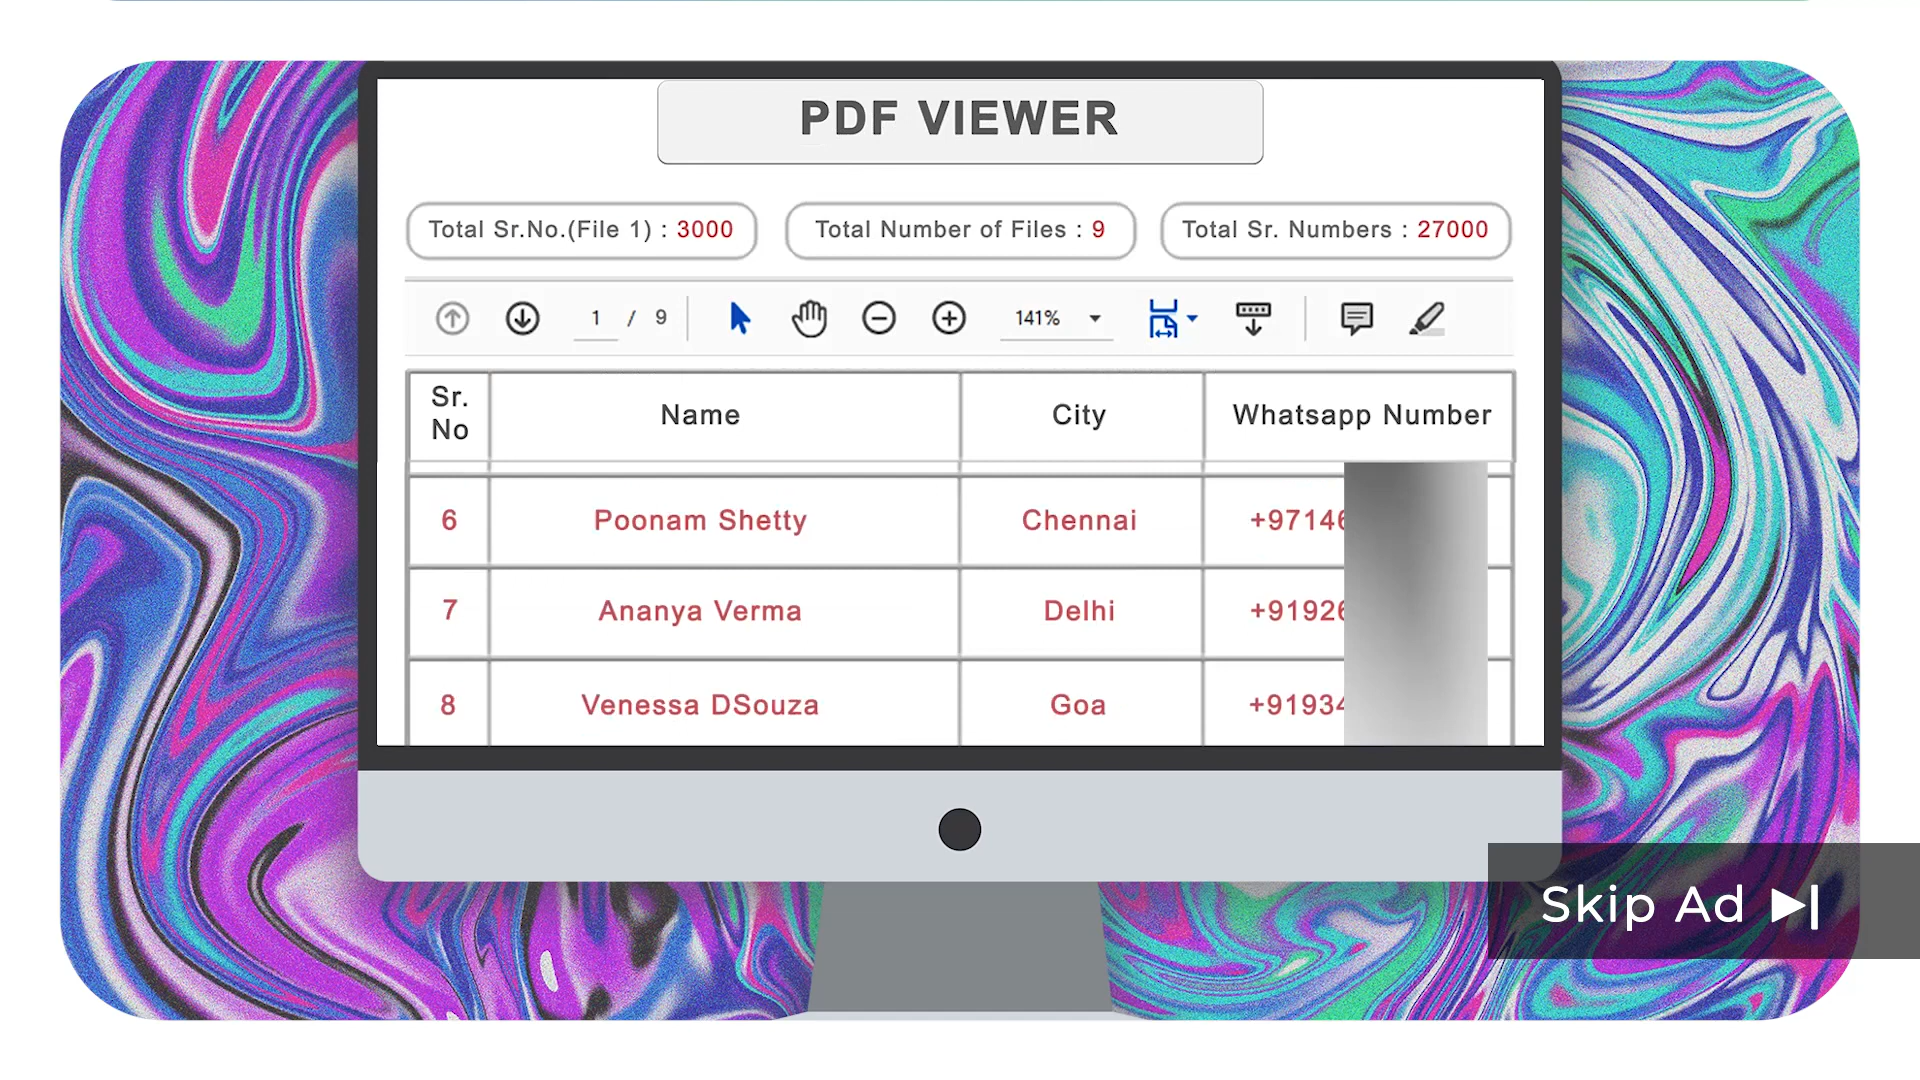 PDF VIEWER
Total Sr.No.(File 1) : 3000
Total Number of Files : 9
Total Sr. Numbers : 27000
1 / 9
141%
Sr. No
Name
City
Whatsapp Number
6 Poonam Shetty Chennai +97146
7 Ananya Verma Delhi +91926
8 Venessa DSouza Goa +91934
Skip Ad